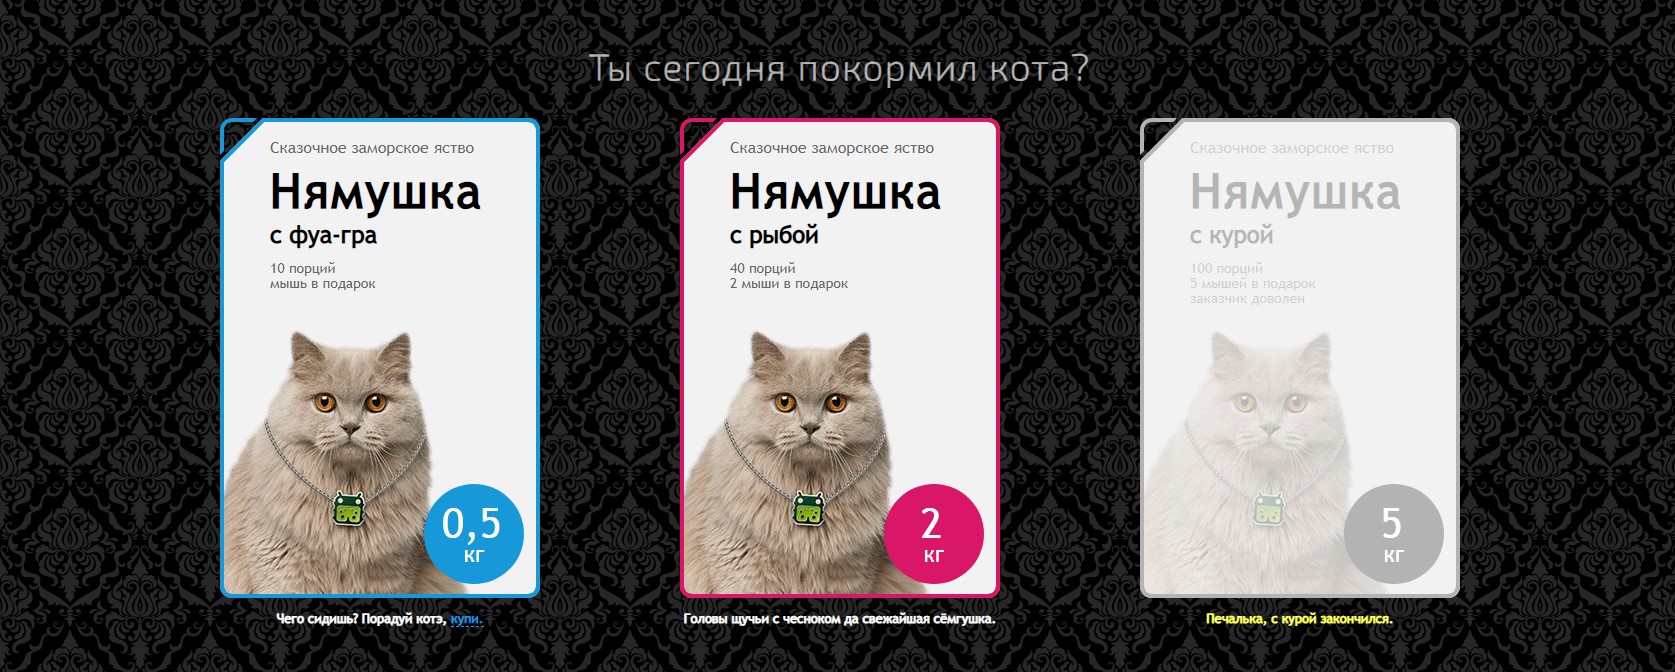 Ты сегодня покормил кота?
Сказочное заморское яство
Нямушка
с фуа-гра
10 порций
мышь в подарок
0,5
кг
Чего сидишь? Порадуй котэ, купи.
Сказочное заморское яство
Нямушка
с рыбой
40 порций
2 мыши в подарок
2
кг
Головы щучьи с чесноком да свежайшая сёмгушка.
Сказочное заморское яство
Нямушка
с курой
100 порций
5 мышей в подарок
заказчик доволен
5
кг
Печалька, с курой закончился.